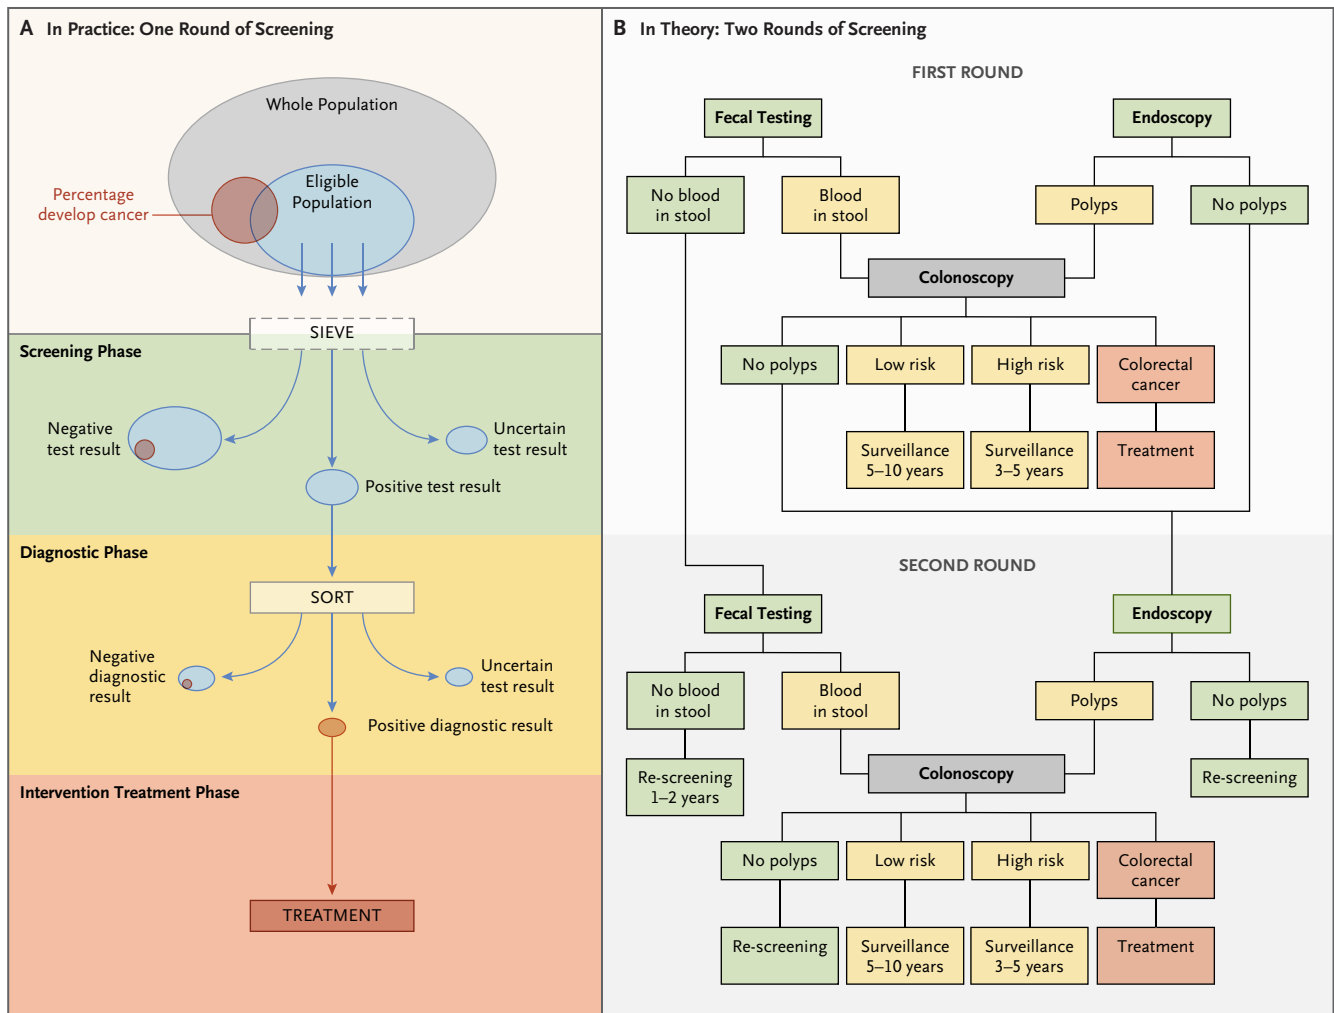 A In Practice: One Round of Screening
Whole Population
Eligible
Population
Percentage
develop cancer
SIEVE
Screening Phase
Negative
test result
Uncertain
test result
Positive test result
Diagnostic Phase
SORT
Negative
diagnostic
result
Uncertain
test result
Positive diagnostic result
Intervention Treatment Phase
TREATMENT
B In Theory: Two Rounds of Screening
FIRST ROUND
Fecal Testing
Endoscopy
No blood
in stool
Blood
in stool
Polyps
No polyps
Colonoscopy
No polyps
Low risk
High risk
Colorectal
cancer
Surveillance
5–10 years
Surveillance
3–5 years
Treatment
SECOND ROUND
Fecal Testing
Endoscopy
No blood
in stool
Blood
in stool
Polyps
No polyps
Re-screening
1–2 years
Colonoscopy
Re-screening
No polyps
Low risk
High risk
Colorectal
cancer
Re-screening
Surveillance
5–10 years
Surveillance
3–5 years
Treatment